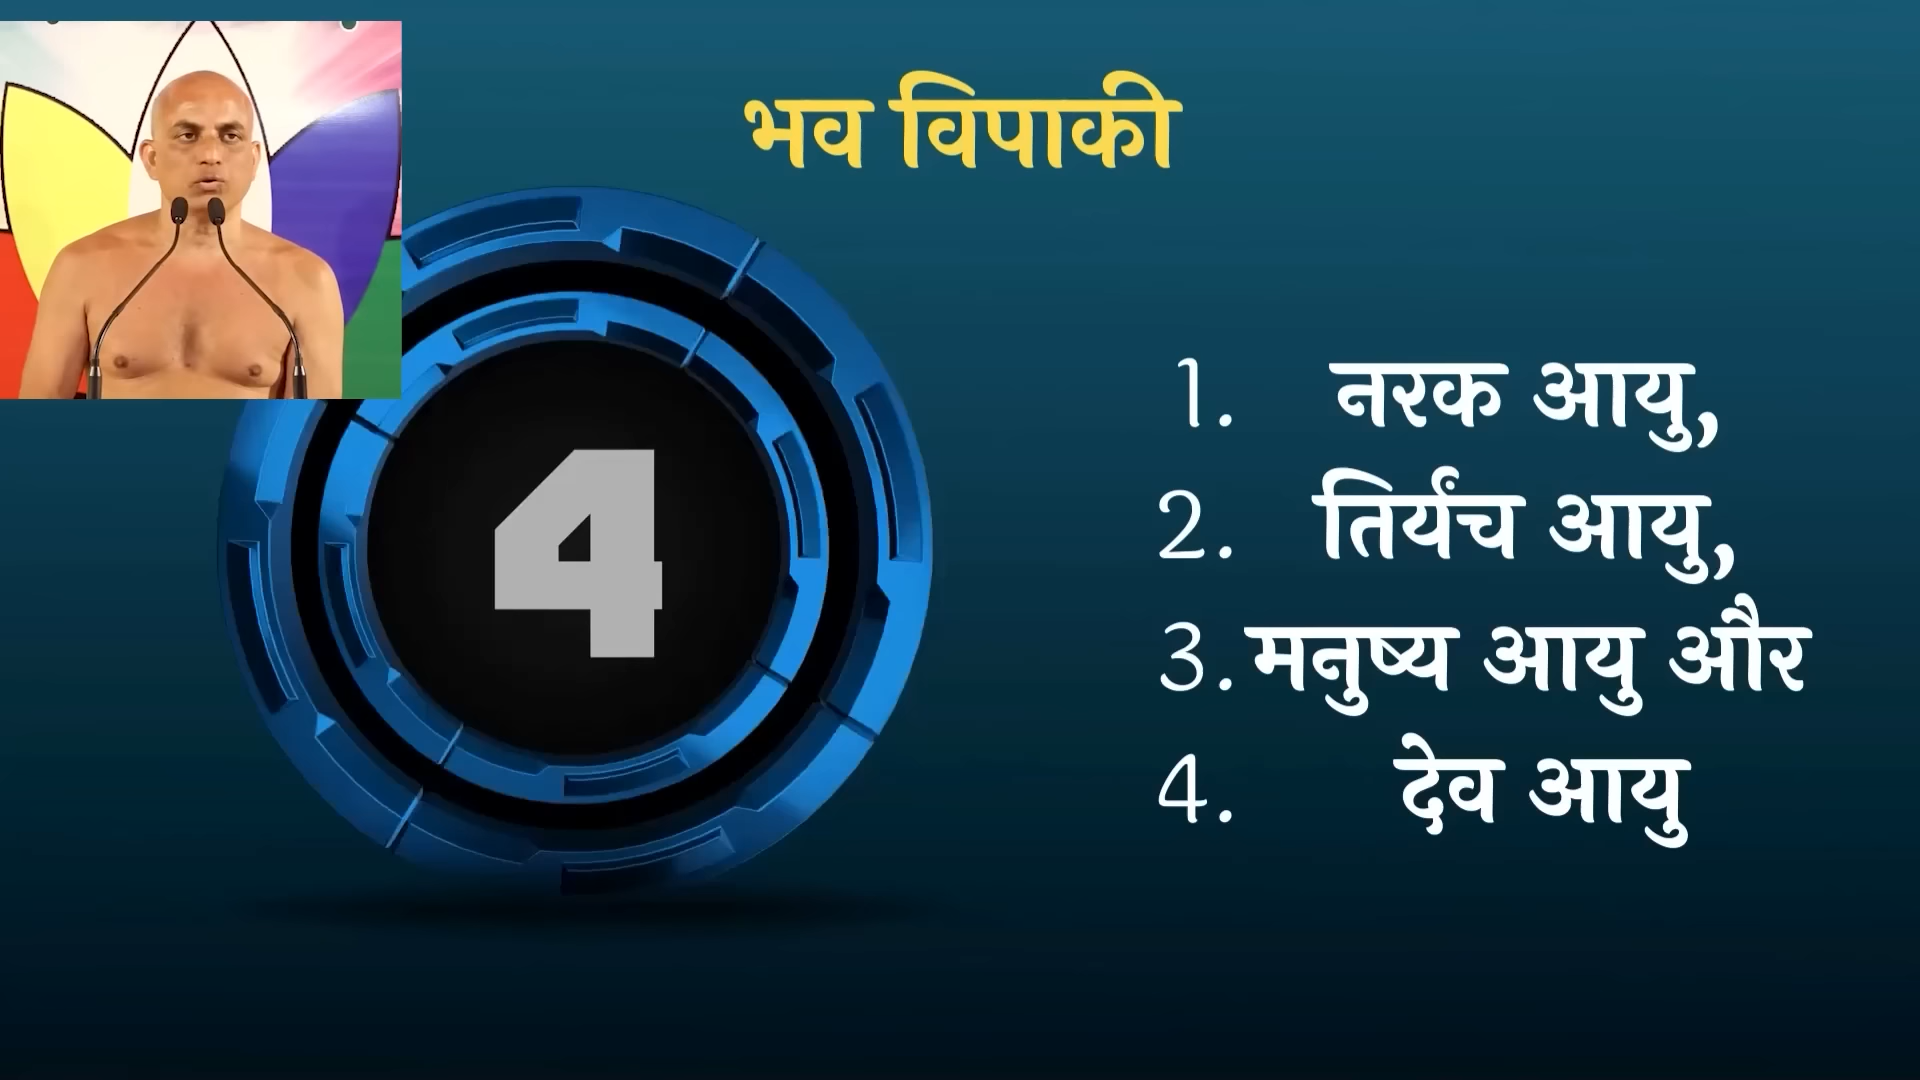 भव विपाकी
4
1. नरक आयु,
2. तिर्यंच आयु,
3. मनुष्य आयु और
4. देव आयु